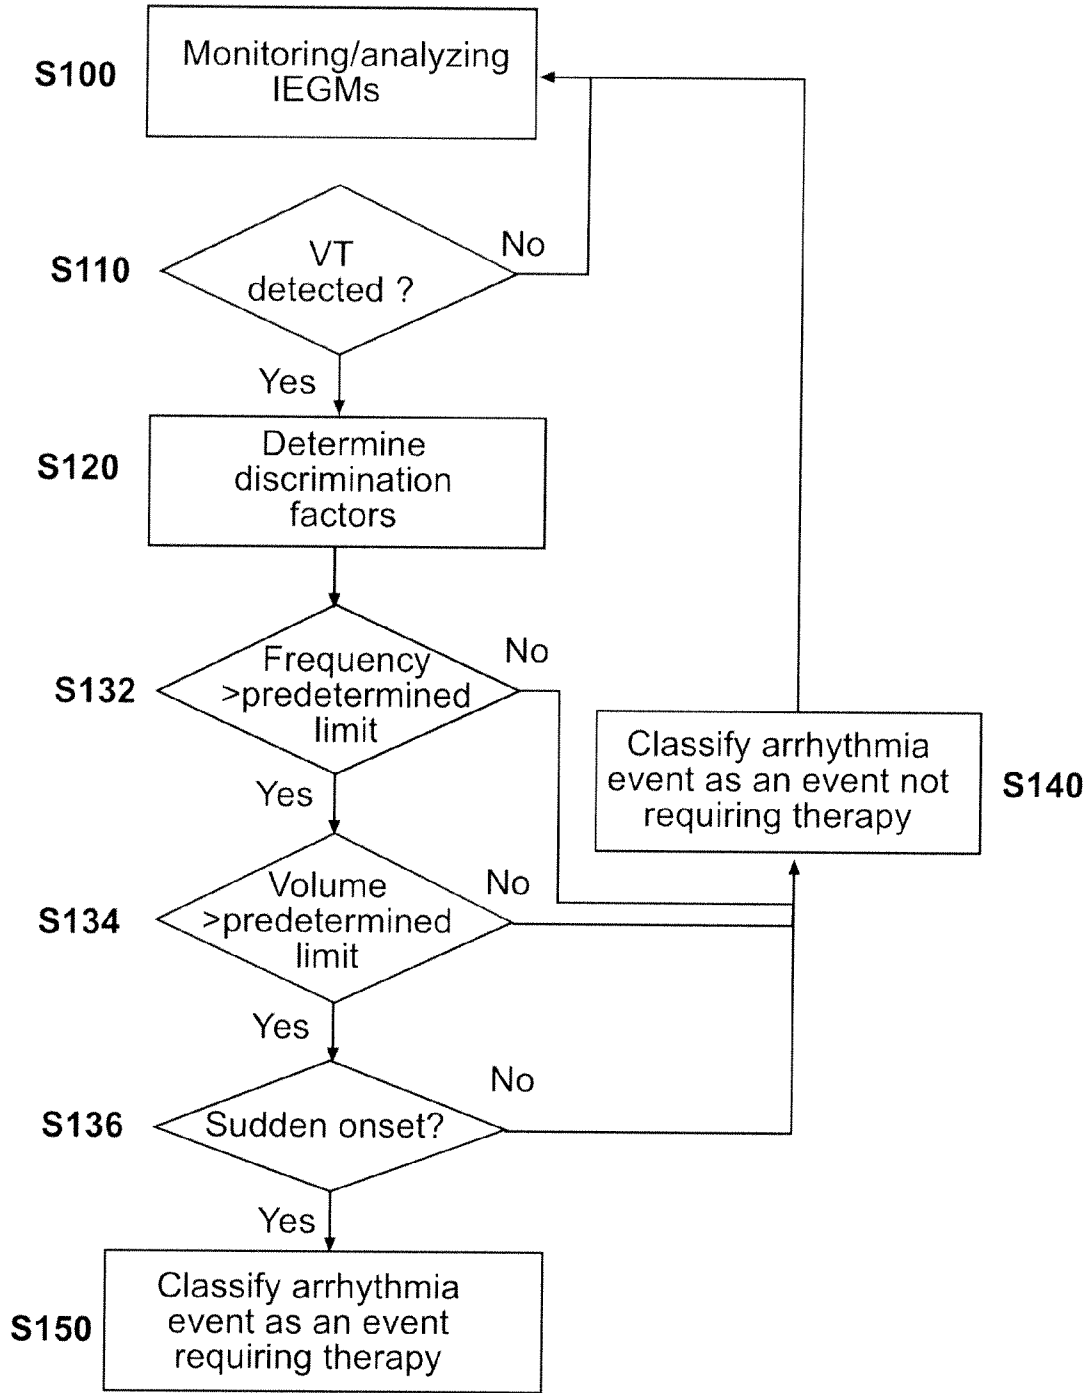 S100
Monitoring/analyzing
IEGMs
S110
VT
detected ?
No
Yes
S120
Determine
discrimination
factors
S132
Frequency
>predetermined
limit
No
Yes
Classify arrhythmia
event as an event not
requiring therapy
S140
S134
Volume
>predetermined
limit
No
Yes
S136
Sudden onset?
No
Yes
S150
Classify arrhythmia
event as an event
requiring therapy